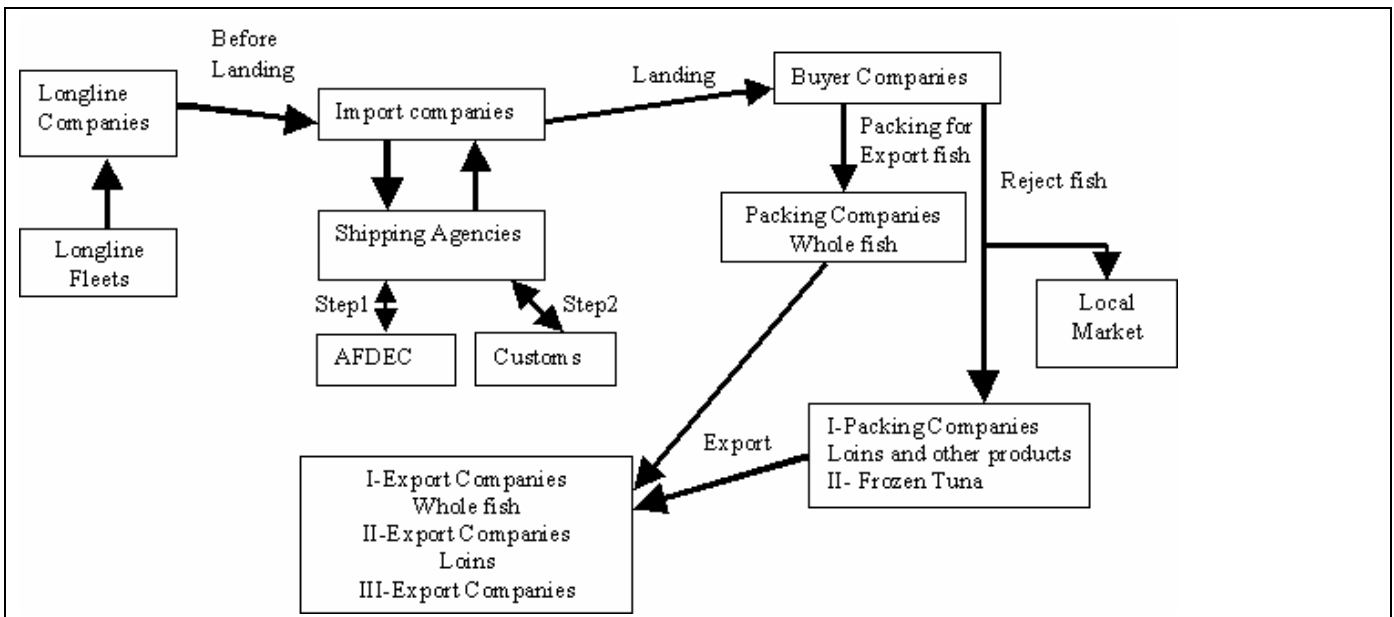 Before
Landing
Longline
Companies
Import companies
Landing
Buyer Companies
Packing for
Export fish
Reject fish
Longline
Fleets
Shipping Agencies
Packing Companies
Whole fish
Step1
Step2
AFDEC
Customs
Local
Market
I-Packing Companies
Loins and other products
II- Frozen Tuna
Export
I-Export Companies
Whole fish
II-Export Companies
Loins
III-Export Companies